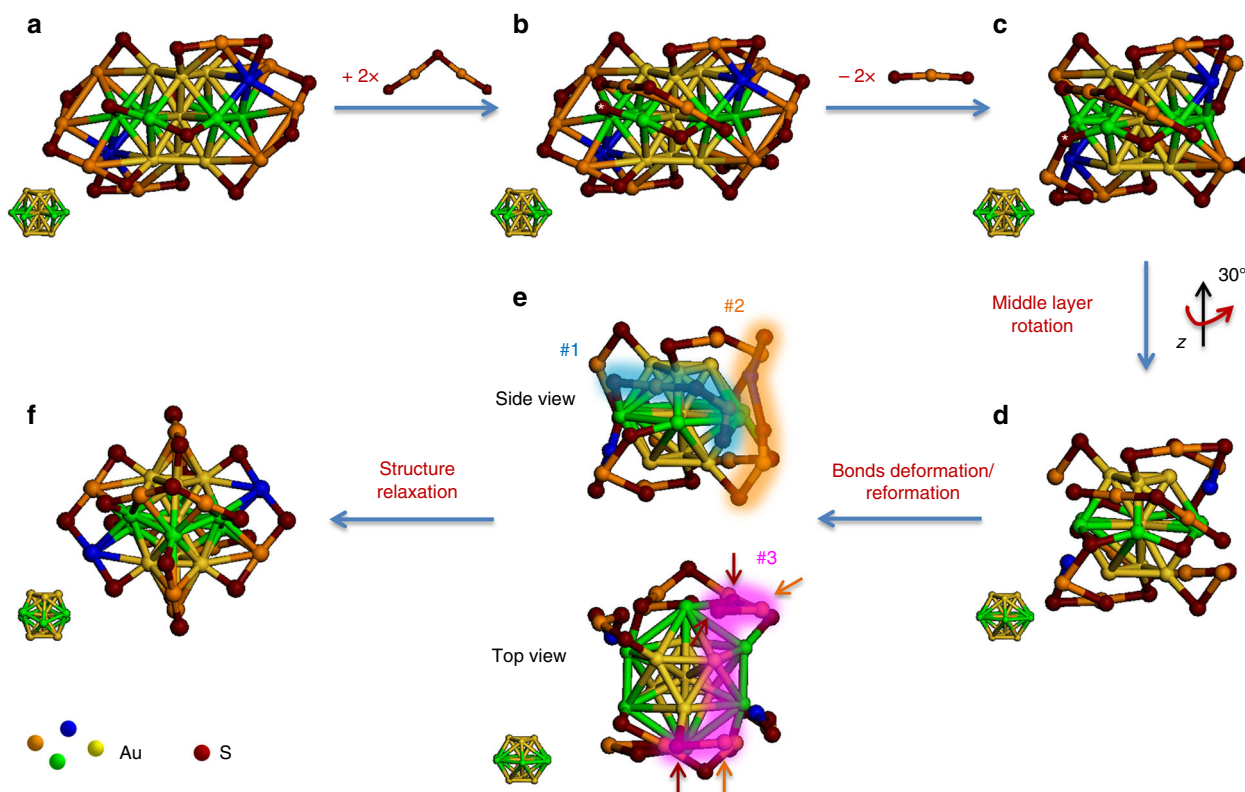 a
b
c
+ 2×
− 2×
*
*
Middle layer
rotation
30°
z
e
#2
#1
Side view
f
d
Structure
relaxation
Bonds deformation/
reformation
#3
Top view
Au
S